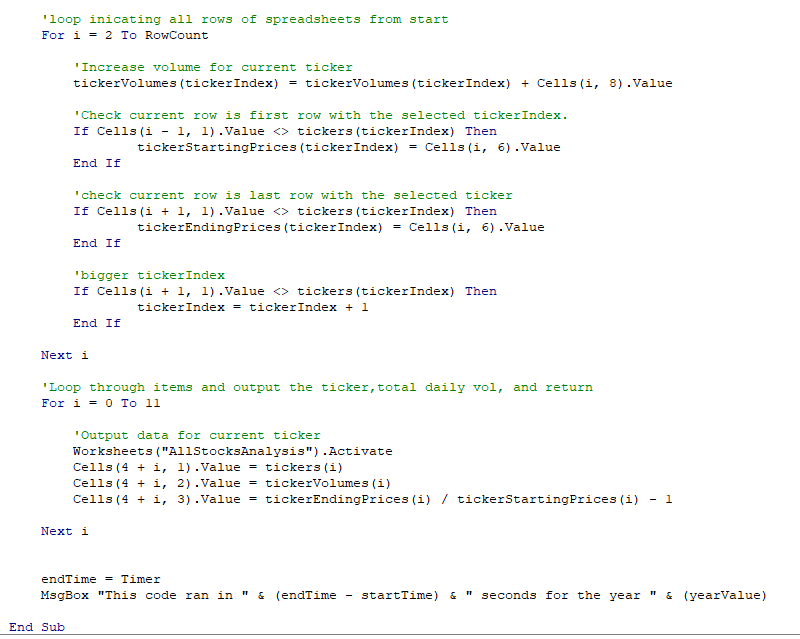 'loop inicating all rows of spreadsheets from start
For i = 2 To RowCount
'Increase volume for current ticker
tickerVolumes(tickerIndex) = tickerVolumes(tickerIndex) + Cells(i, 8).Value
'Check current row is first row with the selected tickerIndex.
If Cells(i - 1, 1).Value <> tickers(tickerIndex) Then
tickerStartingPrices(tickerIndex) = Cells(i, 6).Value
End If
'check current row is last row with the selected ticker
If Cells(i + 1, 1).Value <> tickers(tickerIndex) Then
tickerEndingPrices(tickerIndex) = Cells(i, 6).Value
End If
'bigger tickerIndex
If Cells(i + 1, 1).Value <> tickers(tickerIndex) Then
tickerIndex = tickerIndex + 1
End If
Next i
'Loop through items and output the ticker,total daily vol, and return
For i = 0 To 11
'Output data for current ticker
Worksheets("AllStocksAnalysis").Activate
Cells(4 + i, 1).Value = tickers(i)
Cells(4 + i, 2).Value = tickerVolumes(i)
Cells(4 + i, 3).Value = tickerEndingPrices(i) / tickerStartingPrices(i) - 1
Next i
endTime = Timer
MsgBox "This code ran in " & (endTime - startTime) & " seconds for the year " & (yearValue)
End Sub